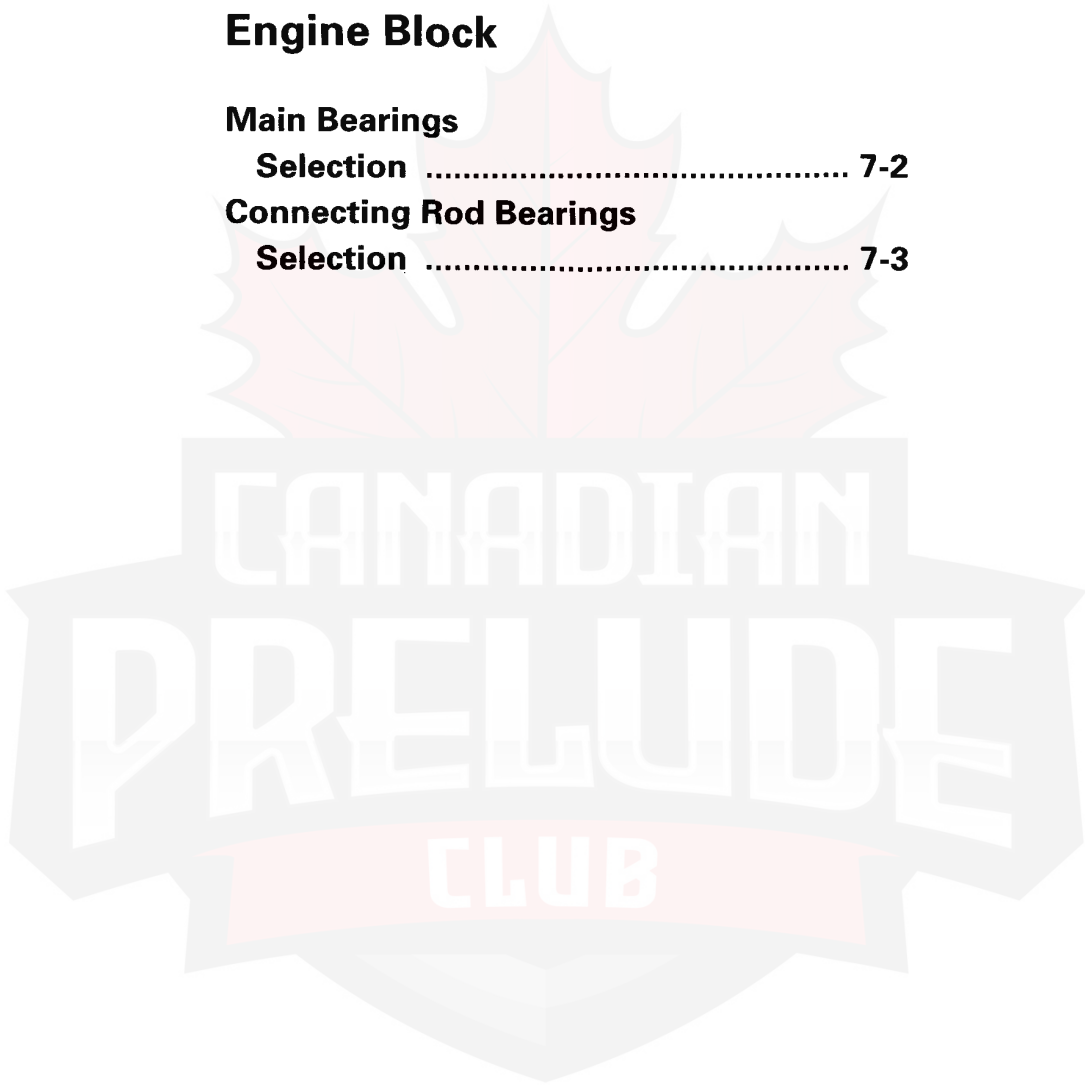 Engine Block
Main Bearings
Selection ................................................ 7-2
Connecting Rod Bearings
Selection ................................................ 7-3
CANADIAN
PRELUDE
CLUB